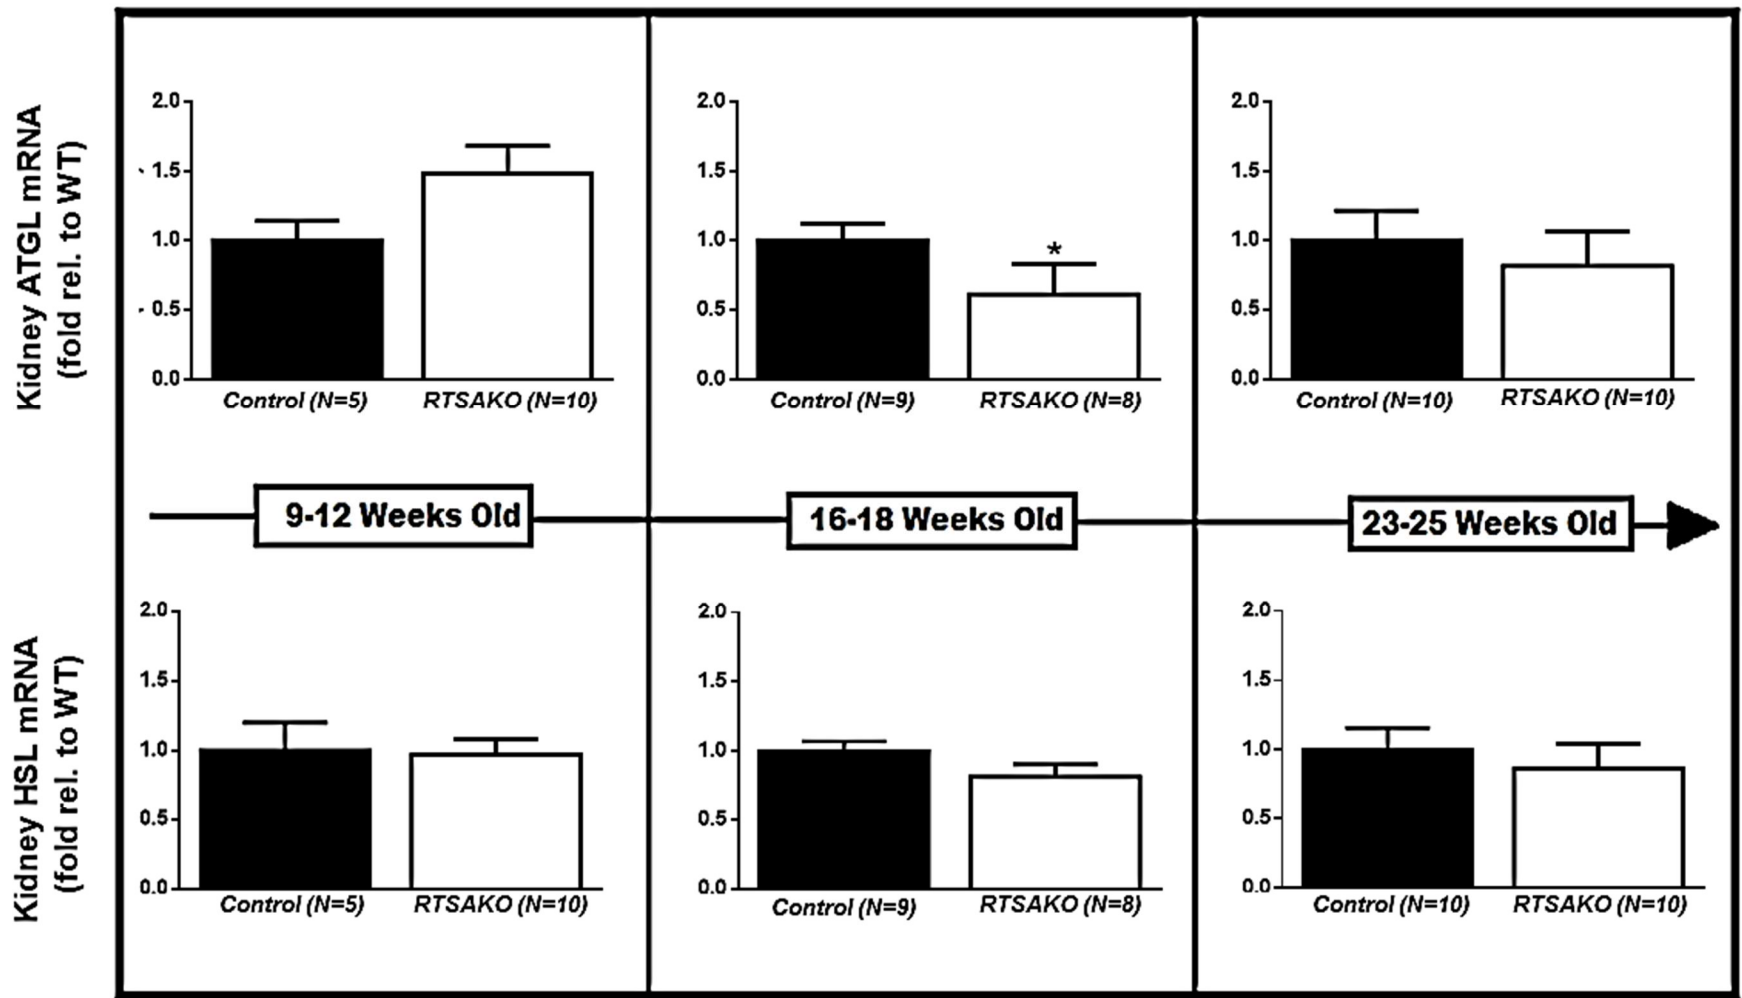 Kidney ATGL mRNA
(fold rel. to WT)
2.0
1.5
1.0
0.5
0.0
Control (N=5)
RTSAKO (N=10)
2.0
1.5
1.0
*
0.5
0.0
Control (N=9)
RTSAKO (N=8)
2.0
1.5
1.0
0.5
0.0
Control (N=10)
RTSAKO (N=10)
9-12 Weeks Old
16-18 Weeks Old
23-25 Weeks Old
Kidney HSL mRNA
(fold rel. to WT)
2.0
1.5
1.0
0.5
0.0
Control (N=5)
RTSAKO (N=10)
2.0
1.5
1.0
0.5
0.0
Control (N=9)
RTSAKO (N=8)
2.0
1.5
1.0
0.5
0.0
Control (N=10)
RTSAKO (N=10)